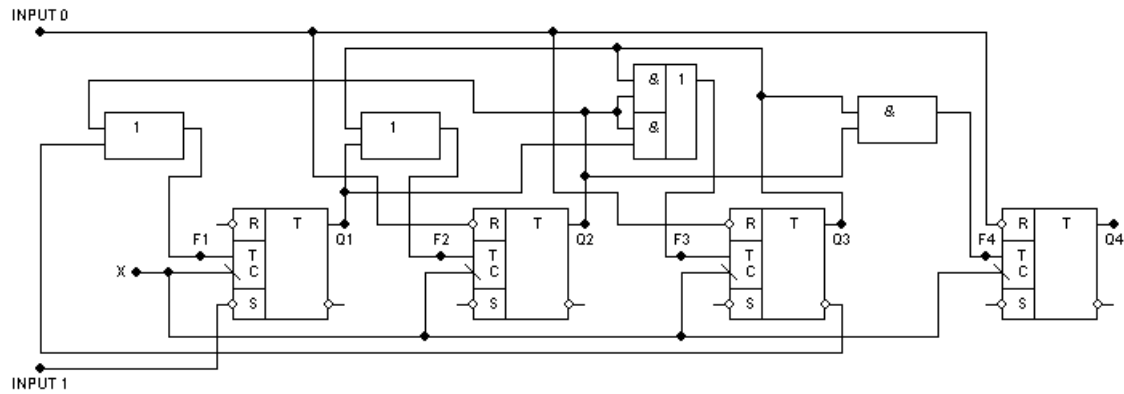 INPUT 0
& 1
1 1 & &
R T R T R T R T
F1 Q1 F2 Q2 F3 Q3 F4 Q4
T T T T
X C C C C
S S S S
INPUT 1